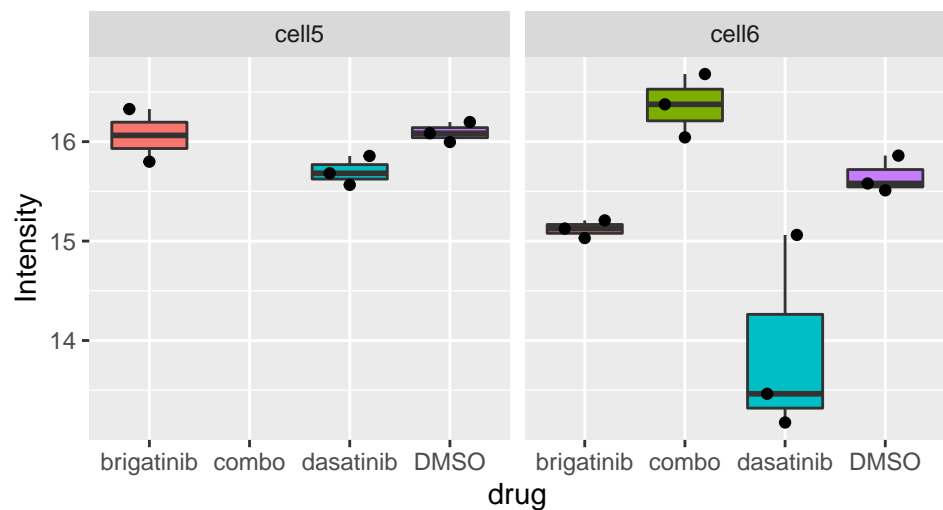 cell5 cell6
Intensity
16
15
14
brigatinib combo dasatinib DMSO brigatinib combo dasatinib DMSO
drug